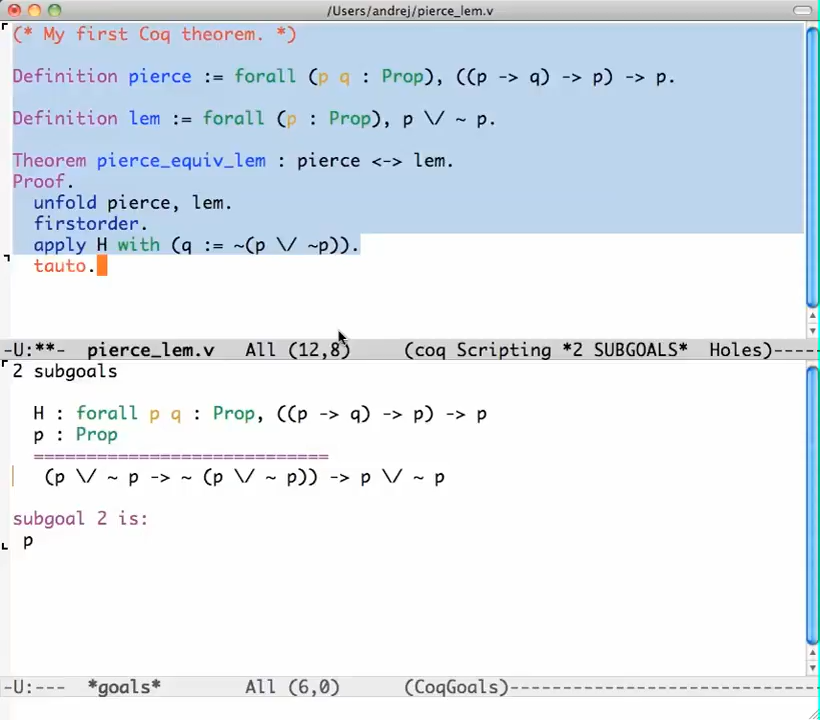 /Users/andrej/pierce_lem.v
(* My first Coq theorem. *)
Definition pierce := forall (p q : Prop), ((p -> q) -> p) -> p.
Definition lem := forall (p : Prop), p \/ ~ p.
Theorem pierce_equiv_lem : pierce <-> lem.
Proof.
unfold pierce, lem.
firstorder.
apply H with (q := ~(p \/ ~p)).
tauto.
-U:**-  pierce_lem.v   All (12,8)     (coq Scripting *2 SUBGOALS*  Holes)----
2 subgoals
H : forall p q : Prop, ((p -> q) -> p) -> p
p : Prop
============================
(p \/ ~ p -> ~ (p \/ ~ p)) -> p \/ ~ p
subgoal 2 is:
p
-U:---  *goals*        All (6,0)      (CoqGoals)-----------------------------